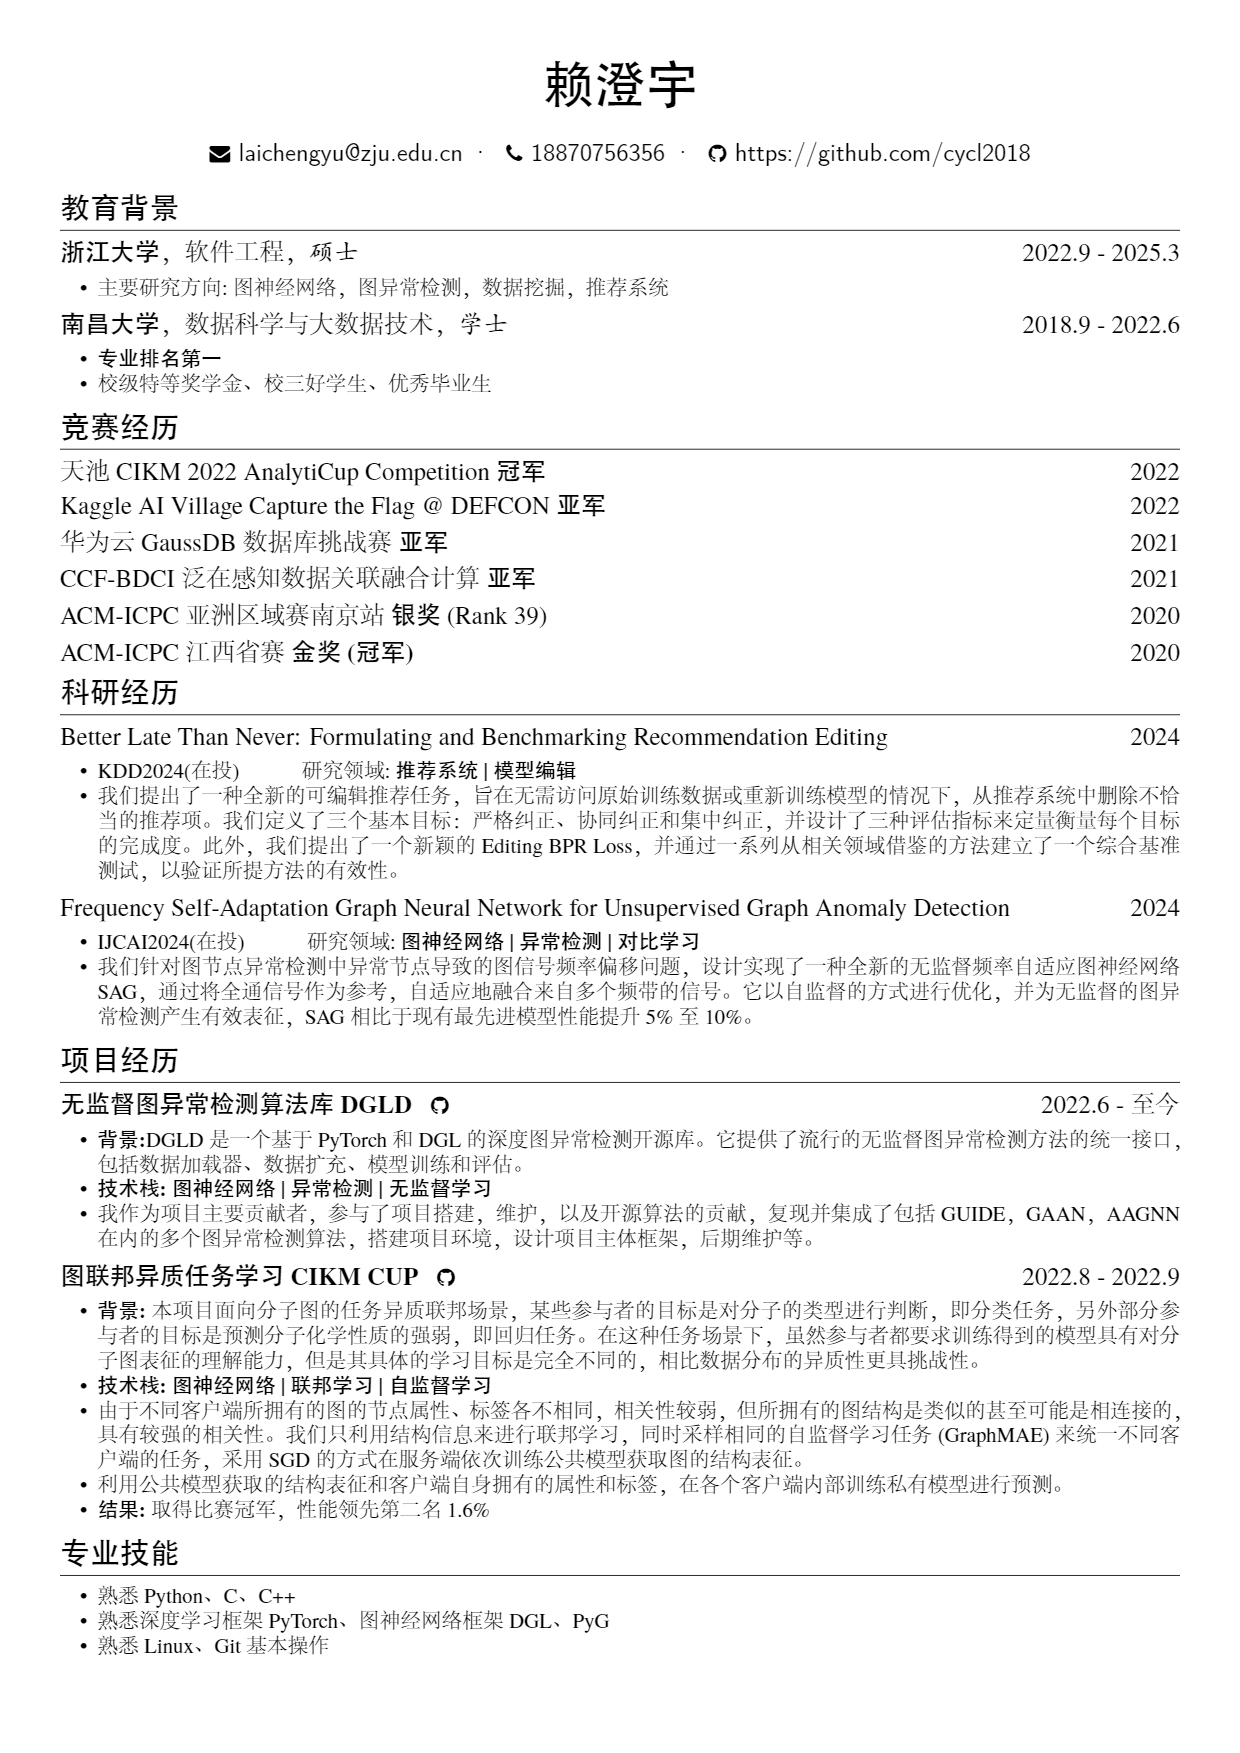 赖澄宇
laichengyu@zju.edu.cn · 18870756356 · https://github.com/cycl2018
教育背景
浙江大学，软件工程，硕士 2022.9 - 2025.3
• 主要研究方向: 图神经网络，图异常检测，数据挖掘，推荐系统
南昌大学，数据科学与大数据技术，学士 2018.9 - 2022.6
• 专业排名第一
• 校级特等奖学金、校三好学生、优秀毕业生
竞赛经历
天池 CIKM 2022 AnalytiCup Competition 冠军 2022
Kaggle AI Village Capture the Flag @ DEFCON 亚军 2022
华为云 GaussDB 数据库挑战赛 亚军 2021
CCF-BDCI 泛在感知数据关联融合计算 亚军 2021
ACM-ICPC 亚洲区域赛南京站 银奖 (Rank 39) 2020
ACM-ICPC 江西省赛 金奖 (冠军) 2020
科研经历
Better Late Than Never: Formulating and Benchmarking Recommendation Editing 2024
• KDD2024(在投) 研究领域: 推荐系统 | 模型编辑
• 我们提出了一种全新的可编辑推荐任务，旨在无需访问原始训练数据或重新训练模型的情况下，从推荐系统中删除不恰
当的推荐项。我们定义了三个基本目标：严格纠正、协同纠正和集中纠正，并设计了三种评估指标来定量衡量每个目标
的完成度。此外，我们提出了一个新颖的 Editing BPR Loss，并通过一系列从相关领域借鉴的方法建立了一个综合基准
测试，以验证所提方法的有效性。
Frequency Self-Adaptation Graph Neural Network for Unsupervised Graph Anomaly Detection 2024
• IJCAI2024(在投) 研究领域: 图神经网络 | 异常检测 | 对比学习
• 我们针对图节点异常检测中异常节点导致的图信号频率偏移问题，设计实现了一种全新的无监督频率自适应图神经网络
SAG，通过将全通信号作为参考，自适应地融合来自多个频带的信号。它以自监督的方式进行优化，并为无监督的图异
常检测产生有效表征，SAG 相比于现有最先进模型性能提升 5% 至 10%。
项目经历
无监督图异常检测算法库 DGLD 2022.6 - 至今
• 背景:DGLD 是一个基于 PyTorch 和 DGL 的深度图异常检测开源库。它提供了流行的无监督图异常检测方法的统一接口，
包括数据加载器、数据扩充、模型训练和评估。
• 技术栈: 图神经网络 | 异常检测 | 无监督学习
• 我作为项目主要贡献者，参与了项目搭建，维护，以及开源算法的贡献，复现并集成了包括 GUIDE，GAAN，AAGNN
在内的多个图异常检测算法，搭建项目环境，设计项目主体框架，后期维护等。
图联邦异质任务学习 CIKM CUP 2022.8 - 2022.9
• 背景: 本项目面向分子图的任务异质联邦场景，某些参与者的目标是对分子的类型进行判断，即分类任务，另外部分参
与者的目标是预测分子化学性质的强弱，即回归任务。在这种任务场景下，虽然参与者都要求训练得到的模型具有对分
子图表征的理解能力，但是其具体的学习目标是完全不同的，相比数据分布的异质性更具挑战性。
• 技术栈: 图神经网络 | 联邦学习 | 自监督学习
• 由于不同客户端所拥有的图的节点属性、标签各不相同，相关性较弱，但所拥有的图结构是类似的甚至可能是相连接的，
具有较强的相关性。我们只利用结构信息来进行联邦学习，同时采样相同的自监督学习任务 (GraphMAE) 来统一不同客
户端的任务，采用 SGD 的方式在服务端依次训练公共模型获取图的结构表征。
• 利用公共模型获取的结构表征和客户端自身拥有的属性和标签，在各个客户端内部训练私有模型进行预测。
• 结果: 取得比赛冠军，性能领先第二名 1.6%
专业技能
• 熟悉 Python、C、C++
• 熟悉深度学习框架 PyTorch、图神经网络框架 DGL、PyG
• 熟悉 Linux、Git 基本操作